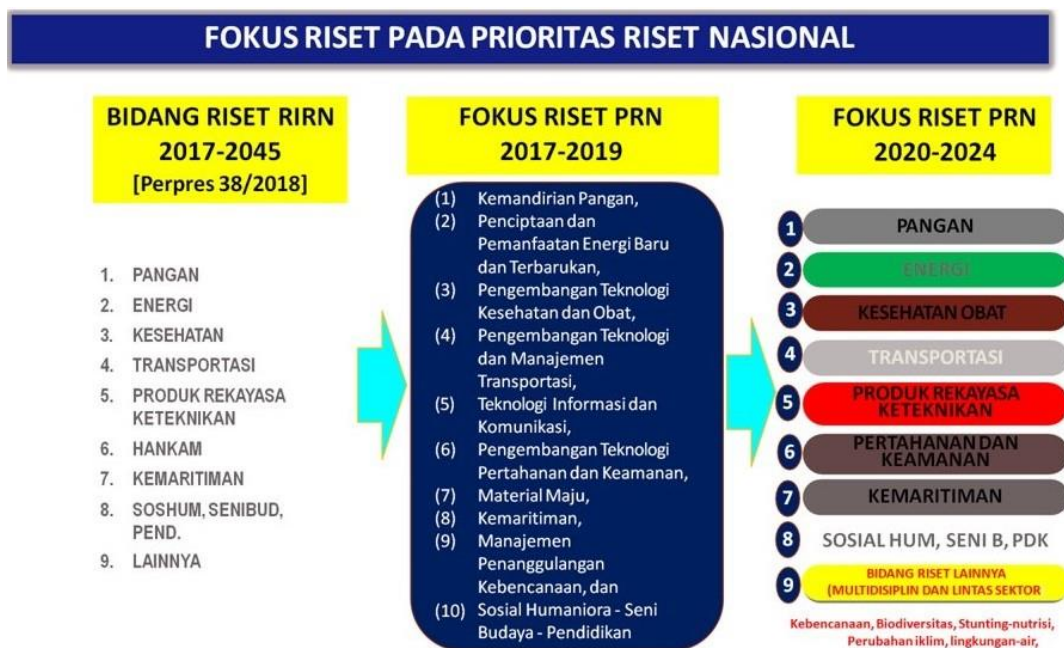 FOKUS RISET PADA PRIORITAS RISET NASIONAL
BIDANG RISET RIRN
2017-2045
[Perpres 38/2018]
1. PANGAN
2. ENERGI
3. KESEHATAN
4. TRANSPORTASI
5. PRODUK REKAYASA
KETEKNIKAN
6. HANKAM
7. KEMARITIMAN
8. SOSHUM, SENIBUD,
PEND.
9. LAINNYA
FOKUS RISET PRN
2017-2019
(1) Kemandirian Pangan,
(2) Penciptaan dan
Pemanfaatan Energi Baru
dan Terbarukan,
(3) Pengembangan Teknologi
Kesehatan dan Obat,
(4) Pengembangan Teknologi
dan Manajemen
Transportasi,
(5) Teknologi Informasi dan
Komunikasi,
(6) Pengembangan Teknologi
Pertahanan dan Keamanan,
(7) Material Maju,
(8) Kemaritiman,
(9) Manajemen
Penanggulangan
Kebencanaan, dan
(10) Sosial Humaniora - Seni
Budaya - Pendidikan
FOKUS RISET PRN
2020-2024
1 PANGAN
2 ENERGI
3 KESEHATAN OBAT
4 TRANSPORTASI
5 PRODUK REKAYASA
KETEKNIKAN
6 PERTAHANAN DAN
KEAMANAN
7 KEMARITIMAN
8 SOSIAL HUM, SENI B, PDK
9 BIDANG RISET LAINNYA
(MULTIDISIPLIN DAN LINTAS SEKTOR
Kebencanaan, Biodiversitas, Stunting-nutrisi,
Perubahan iklim, lingkungan-air,